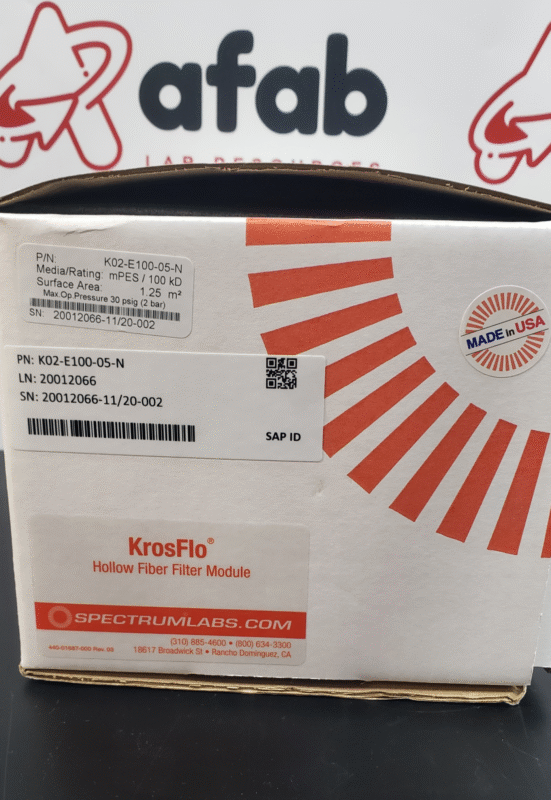 afab
LAB RESOURCES
P/N: K02-E100-05-N
Media/Rating: mPES / 100 kD
Surface Area: 1.25 m²
Max.Op.Pressure 30 psig (2 bar)
SN: 20012066-11/20-002
MADE in USA
PN: K02-E100-05-N
LN: 20012066
SN: 20012066-11/20-002
SAP ID
KrosFlo®
Hollow Fiber Filter Module
SPECTRUMLABS.COM
(310) 885-4600 • (800) 634-3300
18617 Broadwick St • Rancho Dominguez, CA